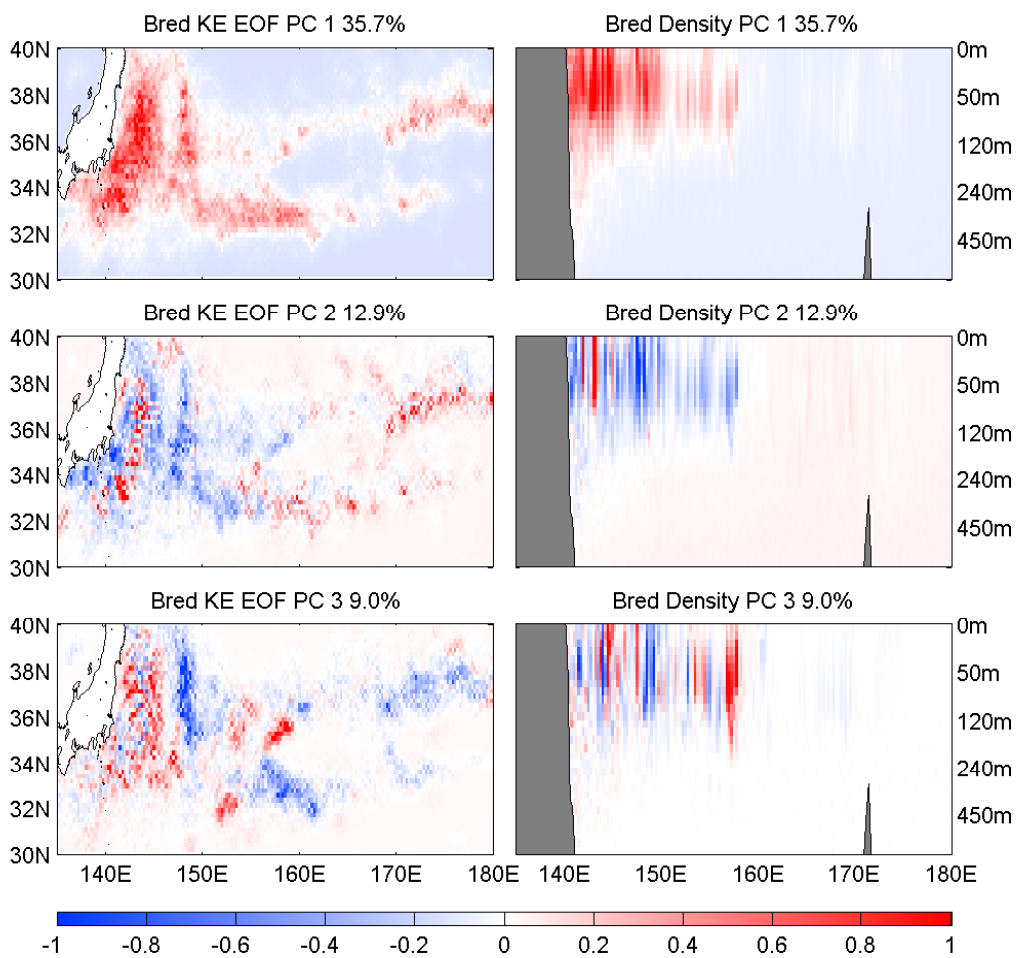 Bred KE EOF PC 1 35.7%
Bred Density PC 1 35.7%
40N
38N
36N
34N
32N
30N
0m
50m
120m
240m
450m
Bred KE EOF PC 2 12.9%
Bred Density PC 2 12.9%
40N
38N
36N
34N
32N
30N
0m
50m
120m
240m
450m
Bred KE EOF PC 3 9.0%
Bred Density PC 3 9.0%
40N
38N
36N
34N
32N
30N
0m
50m
120m
240m
450m
140E 150E 160E 170E 180E
140E 150E 160E 170E 180E
-1 -0.8 -0.6 -0.4 -0.2 0 0.2 0.4 0.6 0.8 1